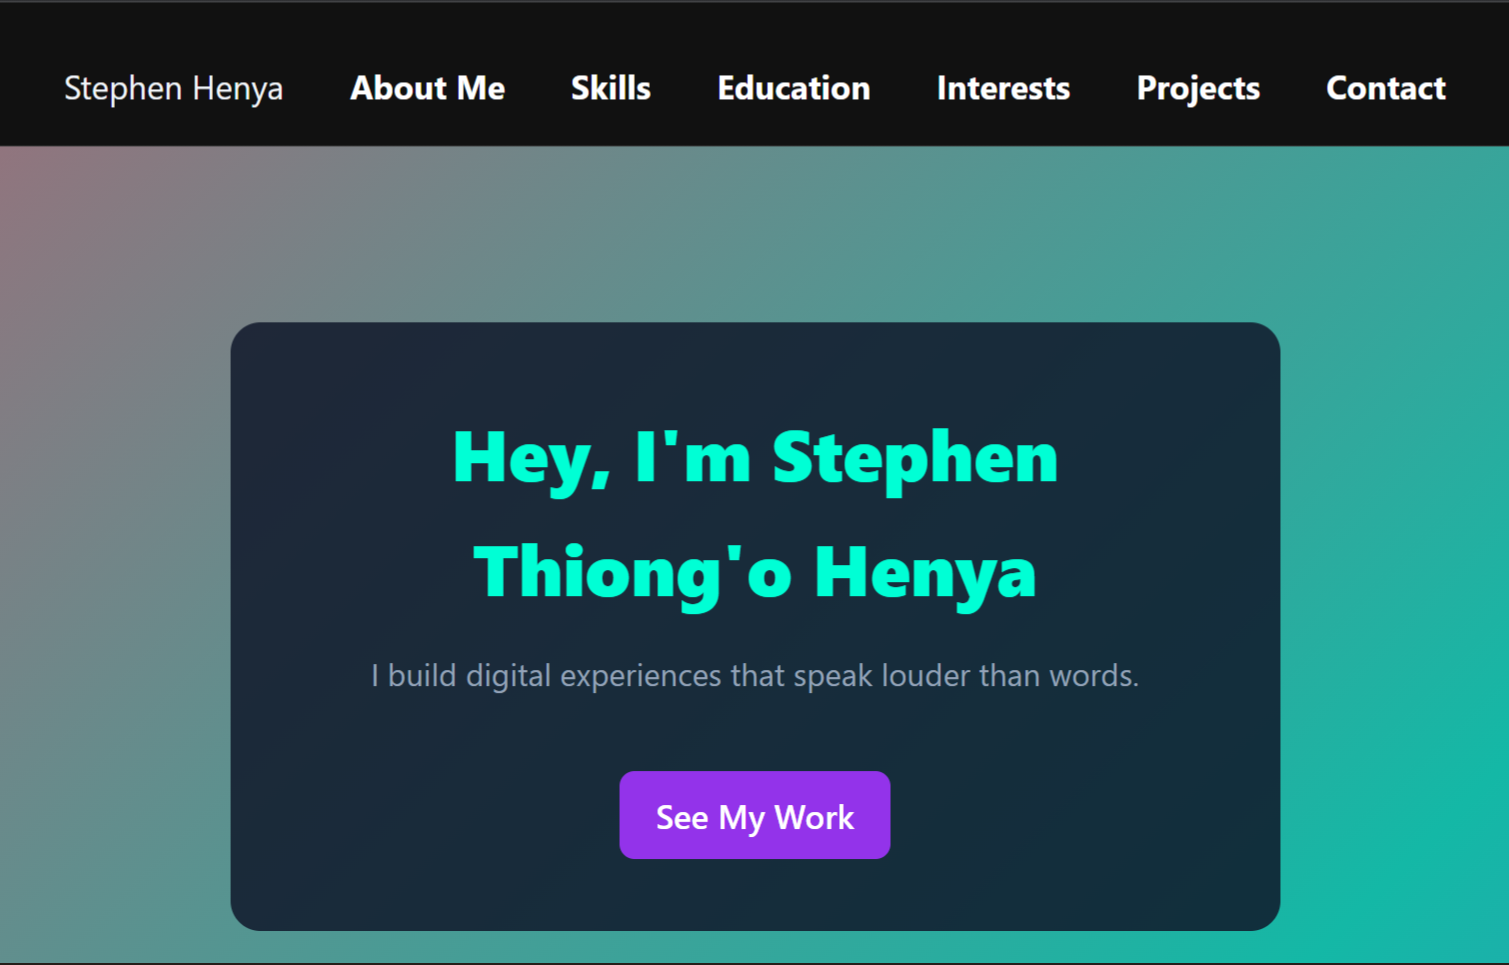 Stephen Henya About Me Skills Education Interests Projects Contact
Hey, I'm Stephen
Thiong'o Henya
I build digital experiences that speak louder than words.
See My Work